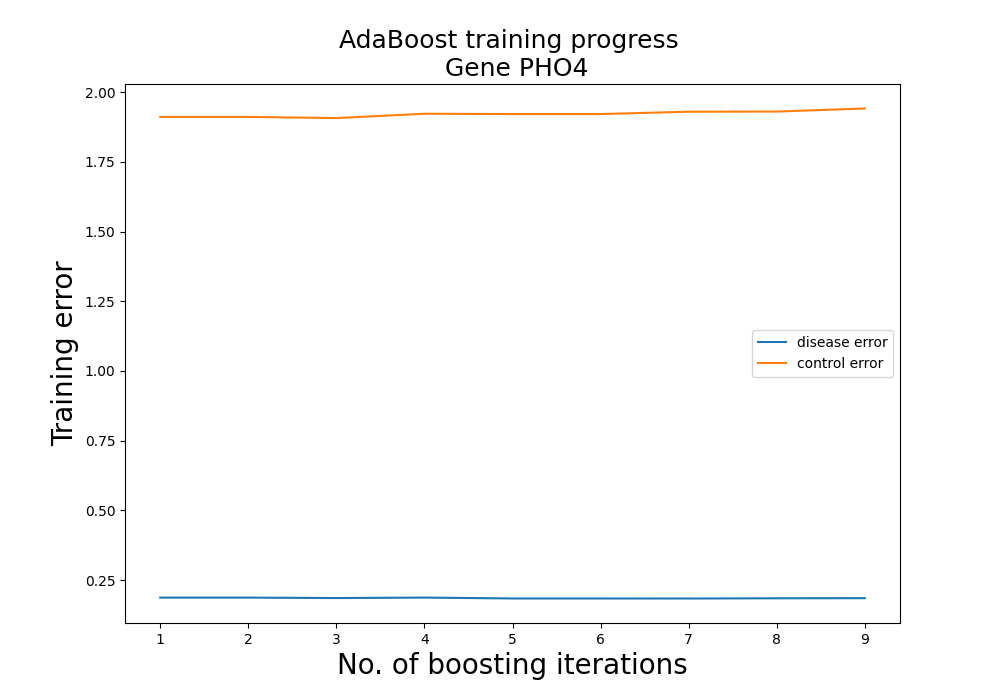 AdaBoost training progress
Gene PHO4
2.00
1.75
1.50
1.25
1.00
0.75
0.50
0.25
Training error
disease error
control error
1 2 3 4 5 6 7 8 9
No. of boosting iterations